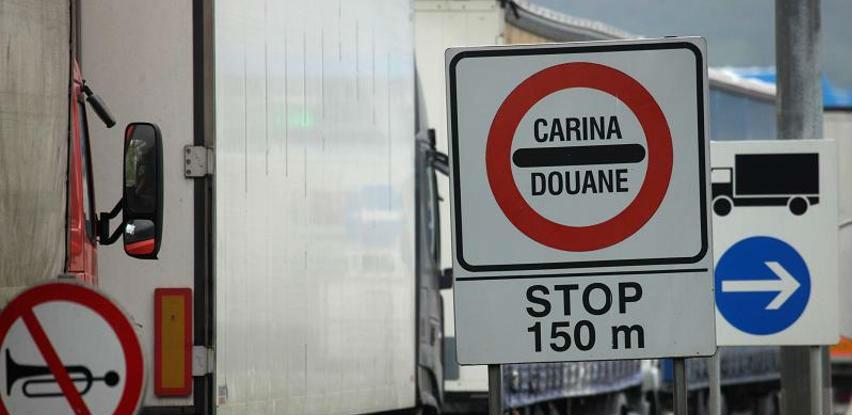 CARINA
DOUANE
STOP
150 m